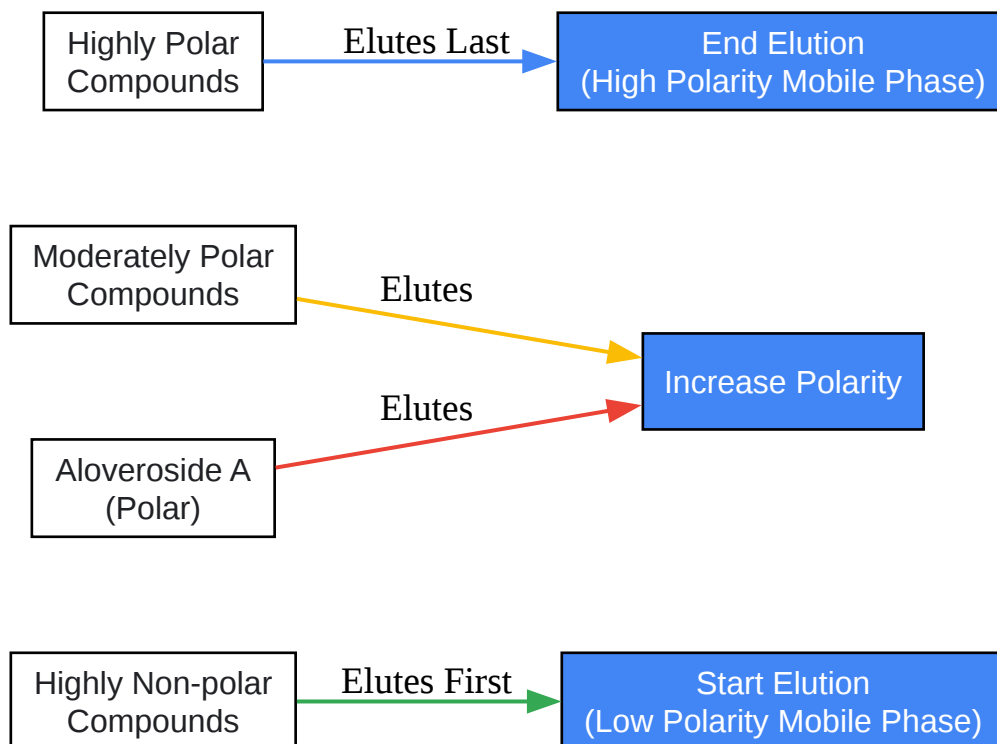 Highly Polar
Compounds
Elutes Last
End Elution
(High Polarity Mobile Phase)
Moderately Polar
Compounds
Elutes
Increase Polarity
Elutes
Aloveroside A
(Polar)
Highly Non-polar
Compounds
Elutes First
Start Elution
(Low Polarity Mobile Phase)